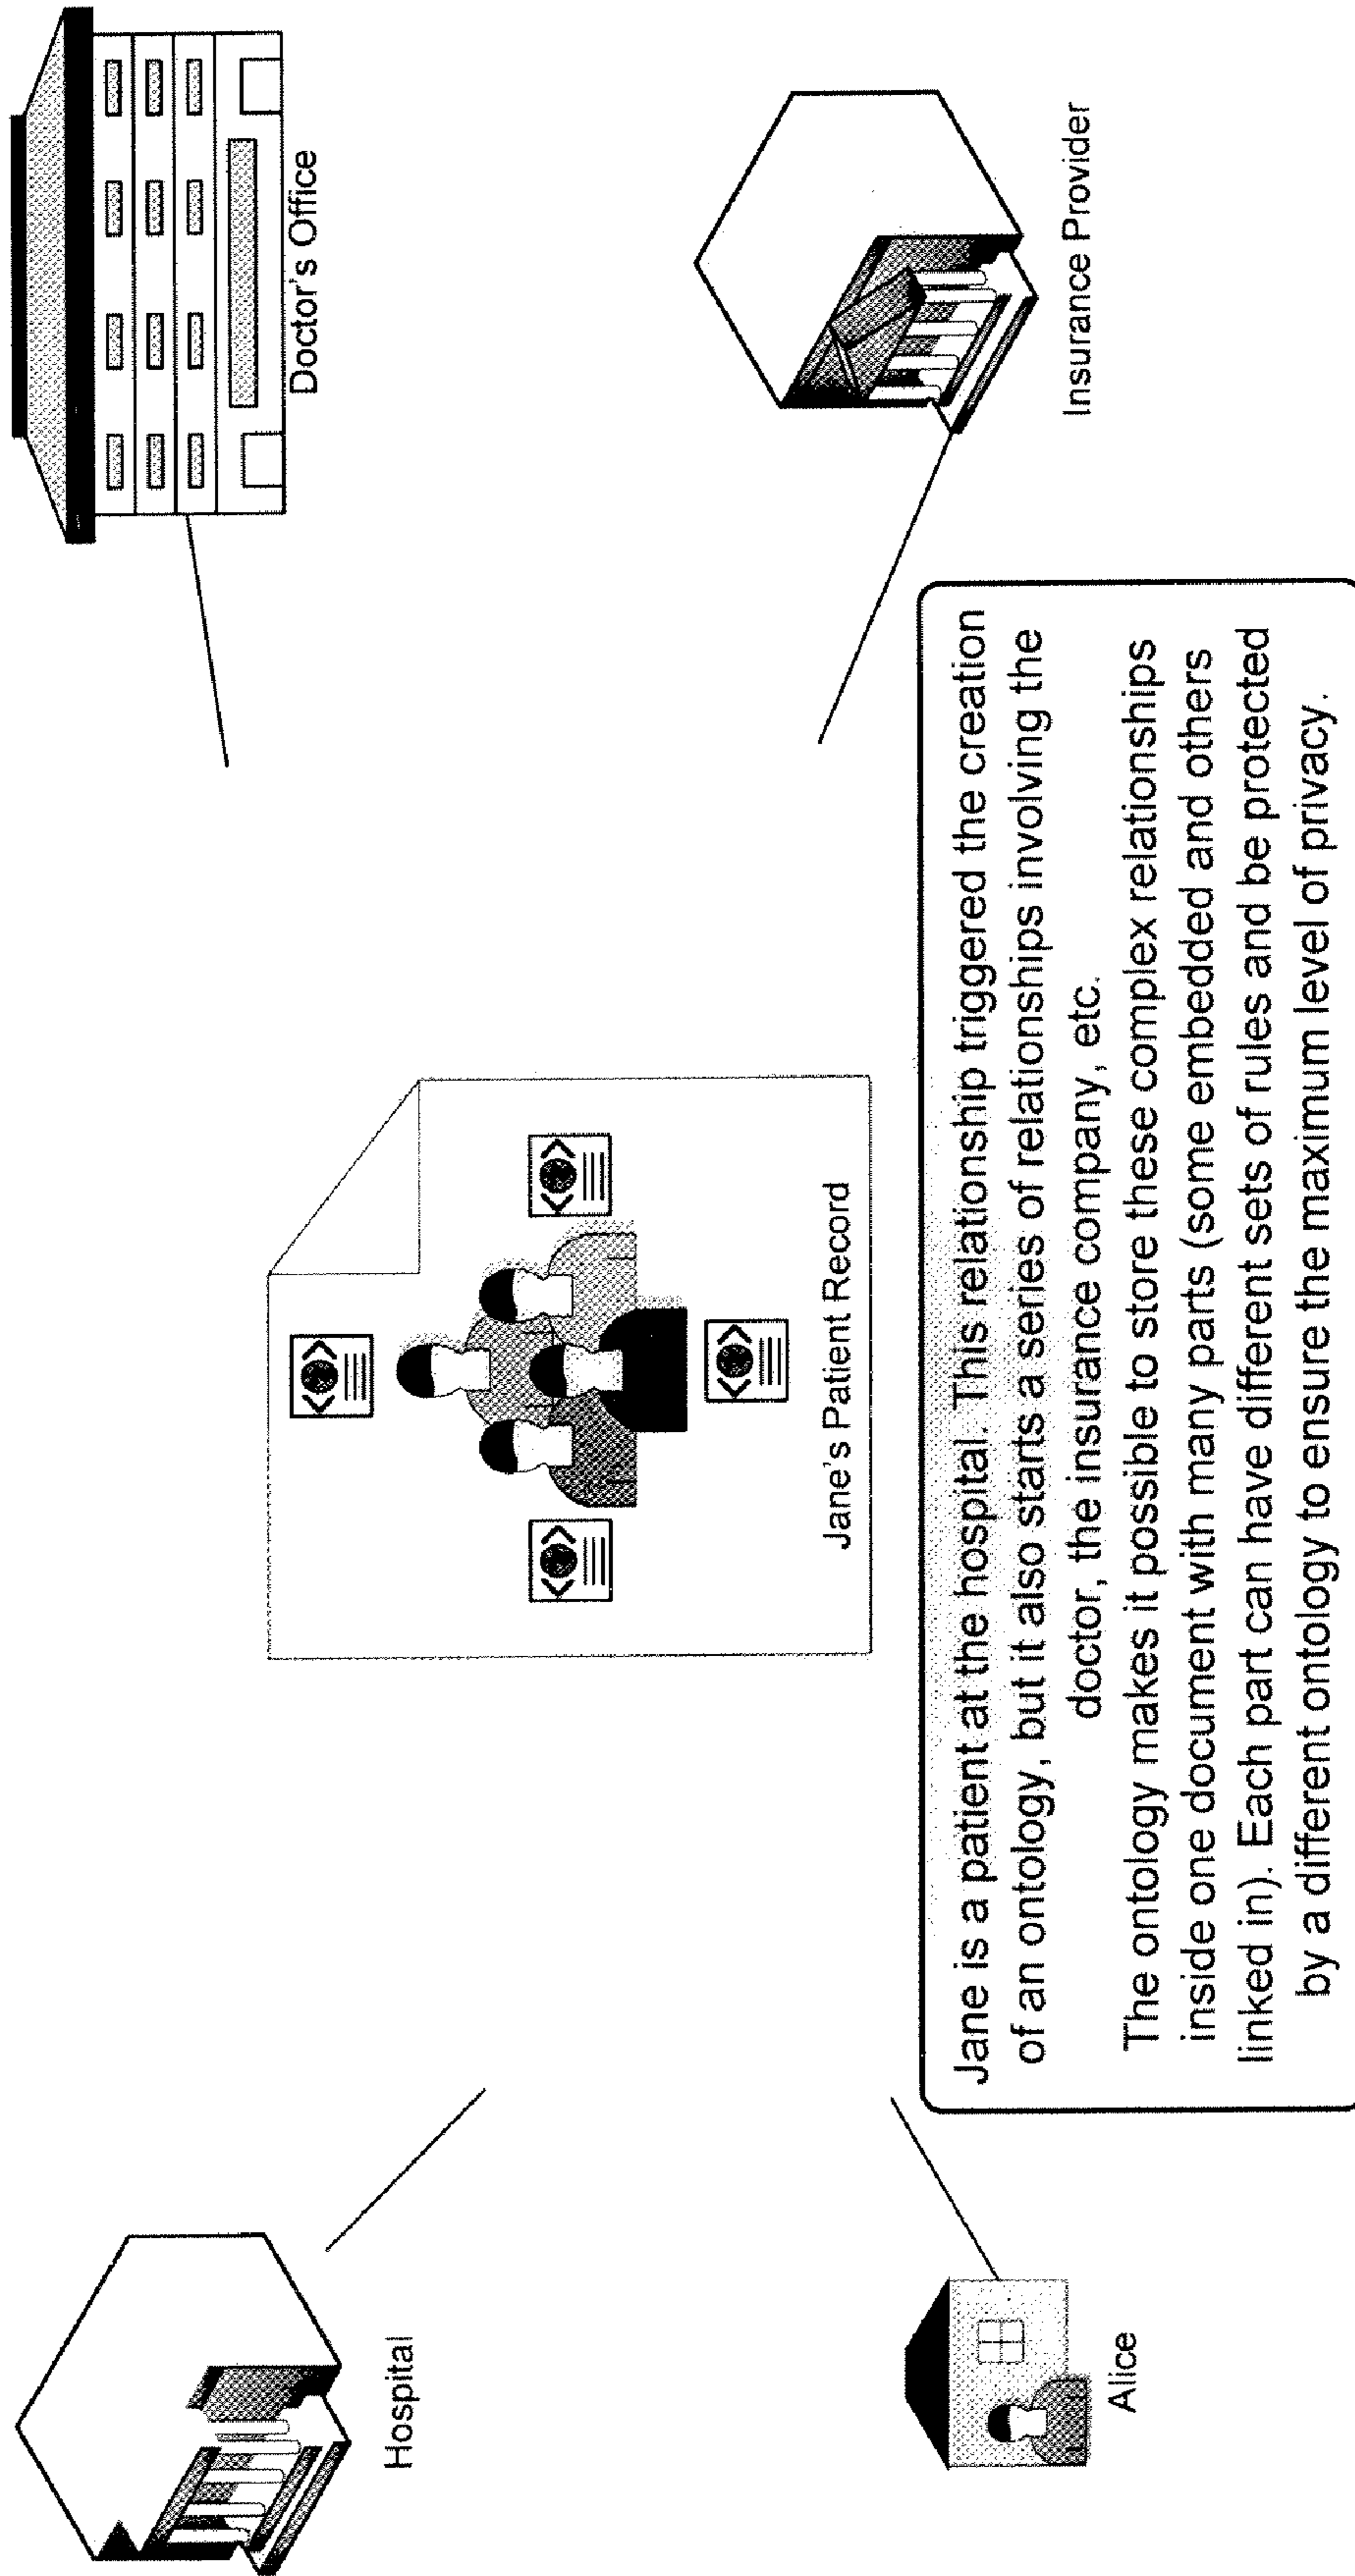 Hospital
Doctor's Office
Jane's Patient Record
Alice
Insurance Provider
Jane is a patient at the hospital. This relationship triggered the creation
of an ontology, but it also starts a series of relationships involving the
doctor, the insurance company, etc.
The ontology makes it possible to store these complex relationships
inside one document with many parts (some embedded and others
linked in). Each part can have different sets of rules and be protected
by a different ontology to ensure the maximum level of privacy.